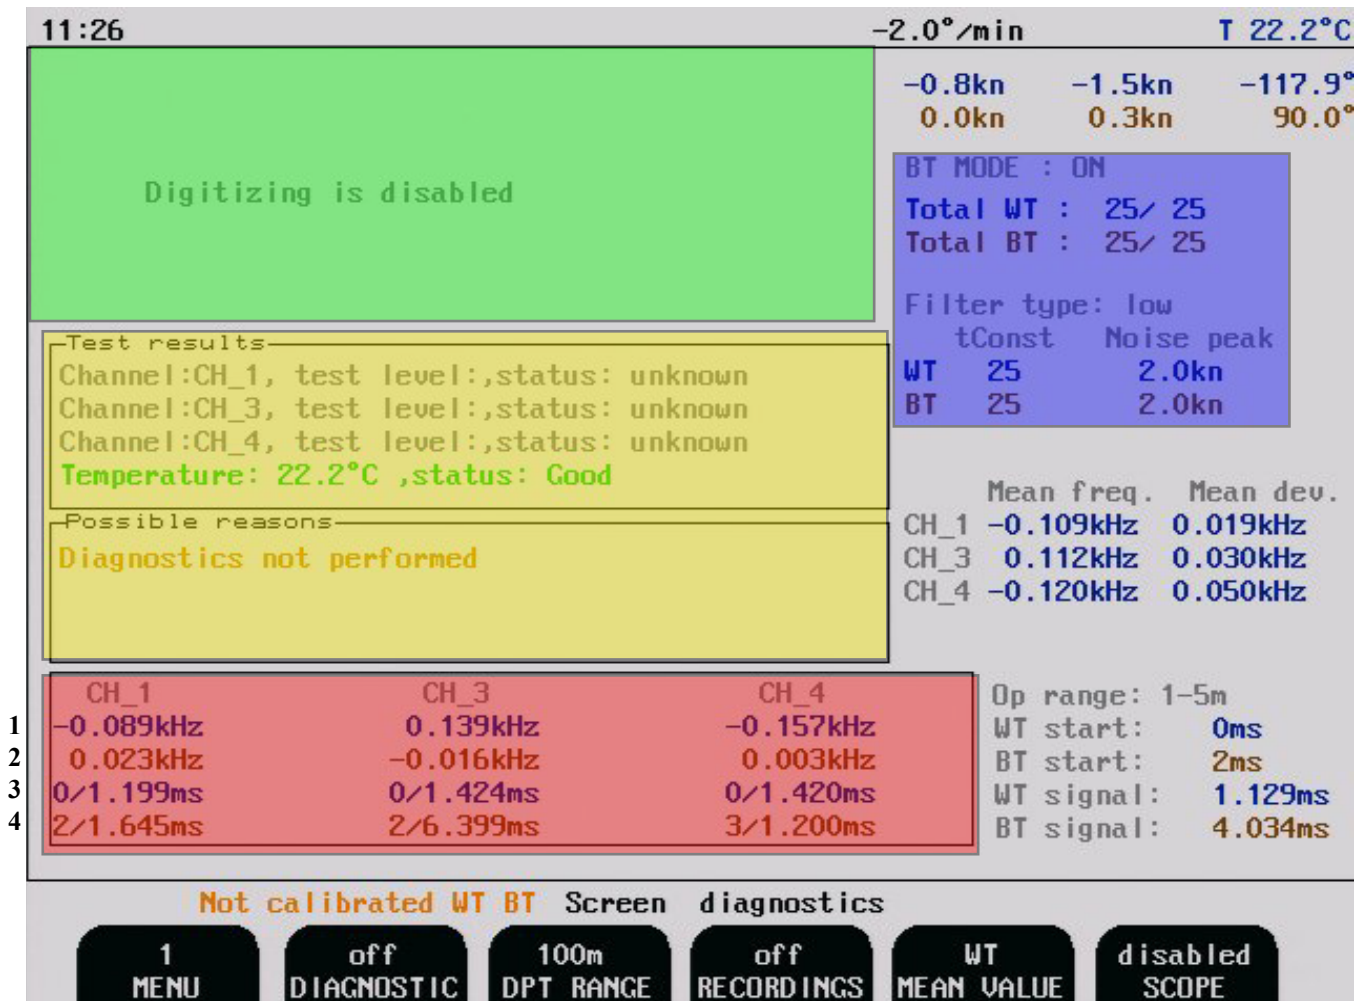 11:26 -2.0°/min T 22.2°C
-0.8kn -1.5kn -117.9°
0.0kn 0.3kn 90.0°
Digitizing is disabled
BT MODE : ON
Total WT : 25/ 25
Total BT : 25/ 25
Filter type: low
tConst Noise peak
WT 25 2.0kn
BT 25 2.0kn
Test results
Channel:CH_1, test level:,status: unknown
Channel:CH_3, test level:,status: unknown
Channel:CH_4, test level:,status: unknown
Temperature: 22.2°C ,status: Good
Possible reasons
Diagnostics not performed
Mean freq. Mean dev.
CH_1 -0.109kHz 0.019kHz
CH_3 0.112kHz 0.030kHz
CH_4 -0.120kHz 0.050kHz
CH_1 CH_3 CH_4
1 -0.089kHz 0.139kHz -0.157kHz
2 0.023kHz -0.016kHz 0.003kHz
3 0/1.199ms 0/1.424ms 0/1.420ms
4 2/1.645ms 2/6.399ms 3/1.200ms
Op range: 1-5m
WT start: 0ms
BT start: 2ms
WT signal: 1.129ms
BT signal: 4.034ms
Not calibrated WT BT Screen diagnostics
1 off 100m off WT disabled
MENU DIAGNOSTIC DPT RANGE RECORDINGS MEAN VALUE SCOPE